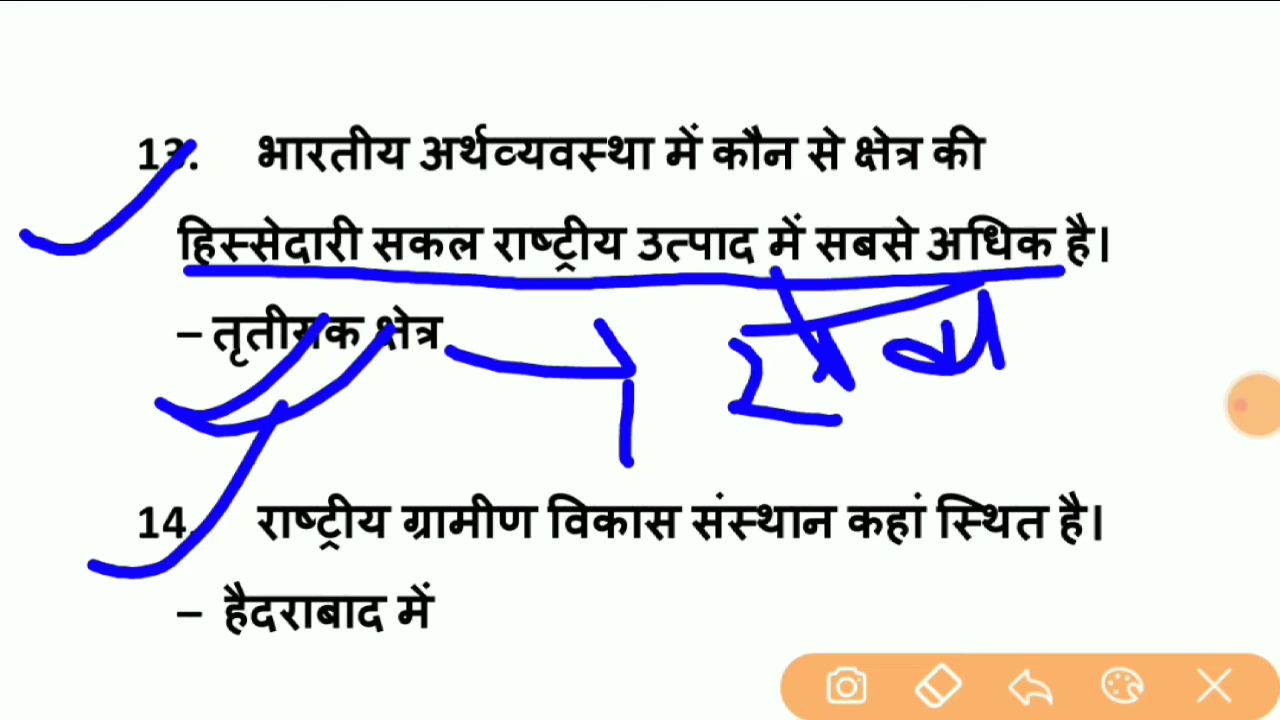 13. भारतीय अर्थव्यवस्था में कौन से क्षेत्र की
हिस्सेदारी सकल राष्ट्रीय उत्पाद में सबसे अधिक है।
– तृतीयक क्षेत्र
सेवा
14. राष्ट्रीय ग्रामीण विकास संस्थान कहां स्थित है।
– हैदराबाद में